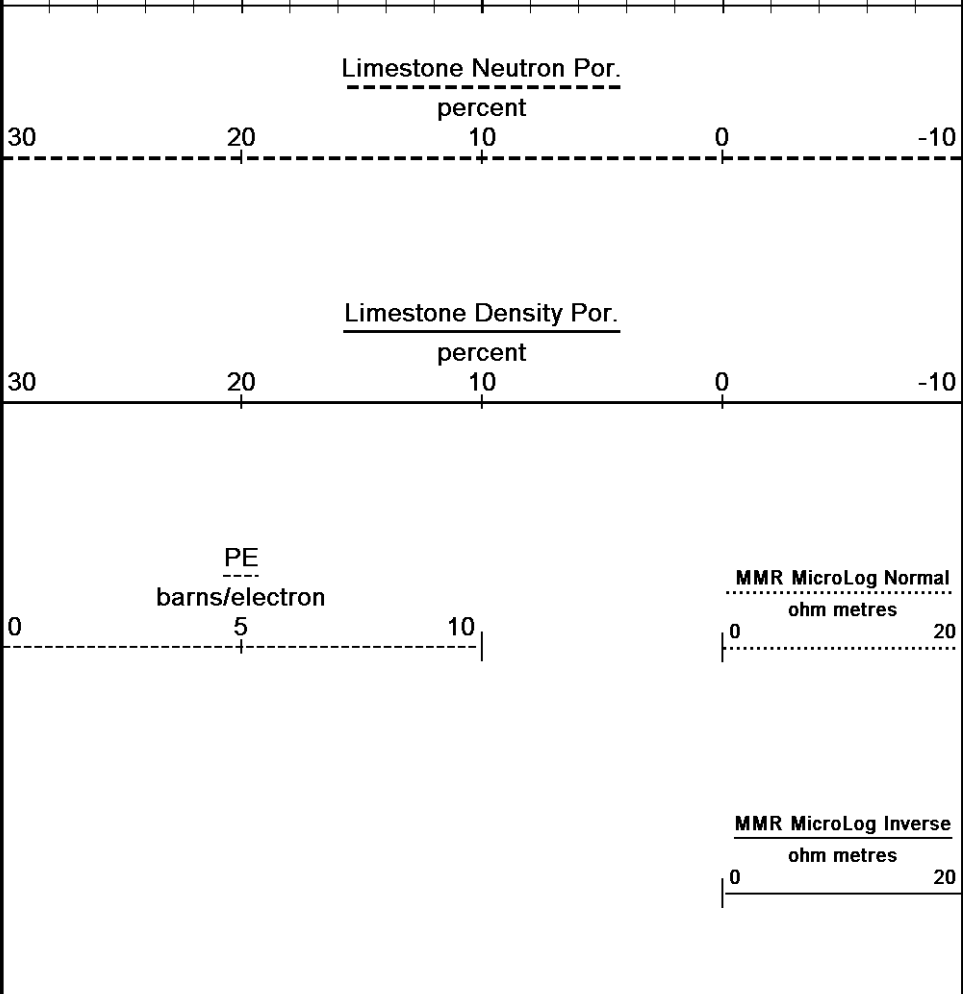 Limestone Neutron Por.
percent
30 20 10 0 -10
Limestone Density Por.
percent
30 20 10 0 -10
PE
barns/electron
0 5 10
MMR MicroLog Normal
ohm metres
0 20
MMR MicroLog Inverse
ohm metres
0 20